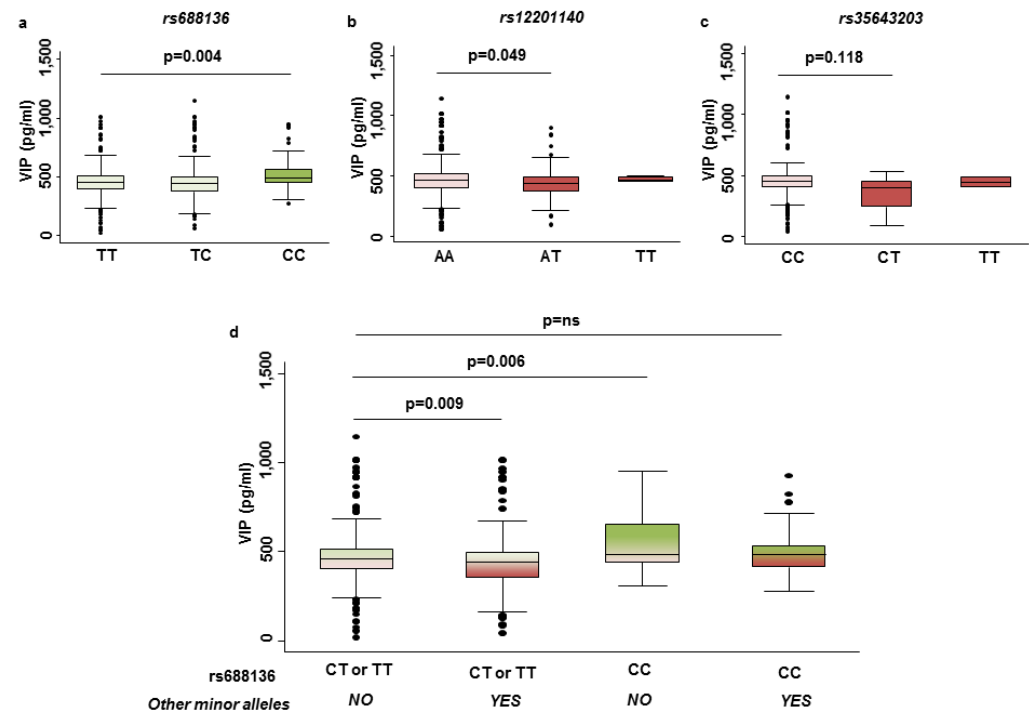 a
rs688136
p=0.004
VIP (pg/ml)
1,500
1,000
500
0
TT TC CC
b
rs12201140
p=0.049
VIP (pg/ml)
1,500
1,000
500
0
AA AT TT
c
rs35643203
p=0.118
VIP (pg/ml)
1,500
1,000
500
0
CC CT TT
d
p=ns
p=0.006
p=0.009
VIP (pg/ml)
1,500
1,000
500
0
rs688136 CT or TT CT or TT CC CC
Other minor alleles NO YES NO YES